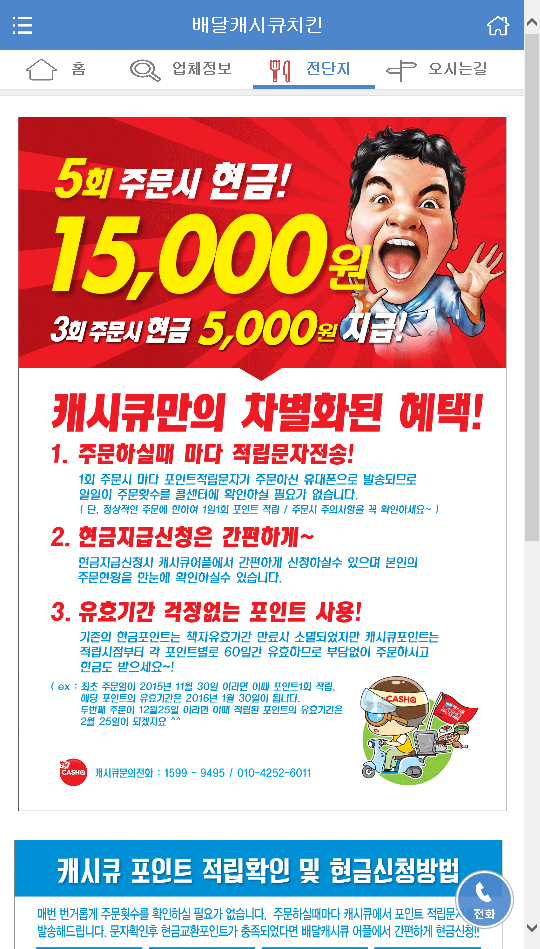 배달캐시큐치킨
홈 업체정보 전단지 오시는길
5회 주문시 현금!
15,000원
3회 주문시 현금 5,000원 지급!
캐시큐만의 차별화된 혜택!
1. 주문하실때 마다 적립문자전송!
1회 주문시 마다 포인트적립문자가 주문하신 휴대폰으로 발송되므로
일일이 주문횟수를 콜센터에 확인하실 필요가 없습니다.
( 단, 정상적인 주문에 한하여 1일1회 포인트 적립 / 주문시 주의사항을 꼭 확인하세요~ )
2. 현금지급신청은 간편하게~
현금지급신청시 캐시큐어플에서 간편하게 신청하실수 있으며 본인의
주문현황을 한눈에 확인하실수 있습니다.
3. 유효기간 걱정없는 포인트 사용!
기존의 현금포인트는 책자유효기간 만료시 소멸되었지만 캐시큐포인트는
적립시점부터 각 포인트별로 60일간 유효하므로 부담없이 주문하시고
현금도 받으세요~!
( ex : 최초 주문일이 2015년 11월 30일 이라면 이때 포인트1회 적립,
해당 포인트의 유효기간은 2016년 1월 30일이 됩니다.
두번째 주문이 12월25일 이라면 이때 적립된 포인트의 유효기간은
2월 25일이 되겠지요 ^^
CASHQ
CASHQ 캐시큐문의전화 : 1599 - 9495 / 010-4252-6011
캐시큐 포인트 적립확인 및 현금신청방법
매번 번거롭게 주문횟수를 확인하실 필요가 없습니다. 주문하실때마다 캐시큐에서 포인트 적립문
발송해드립니다. 문자확인후 현금교환포인트가 충족되었다면 배달캐시큐 어플에서 간편하게 현금신청!!
전화